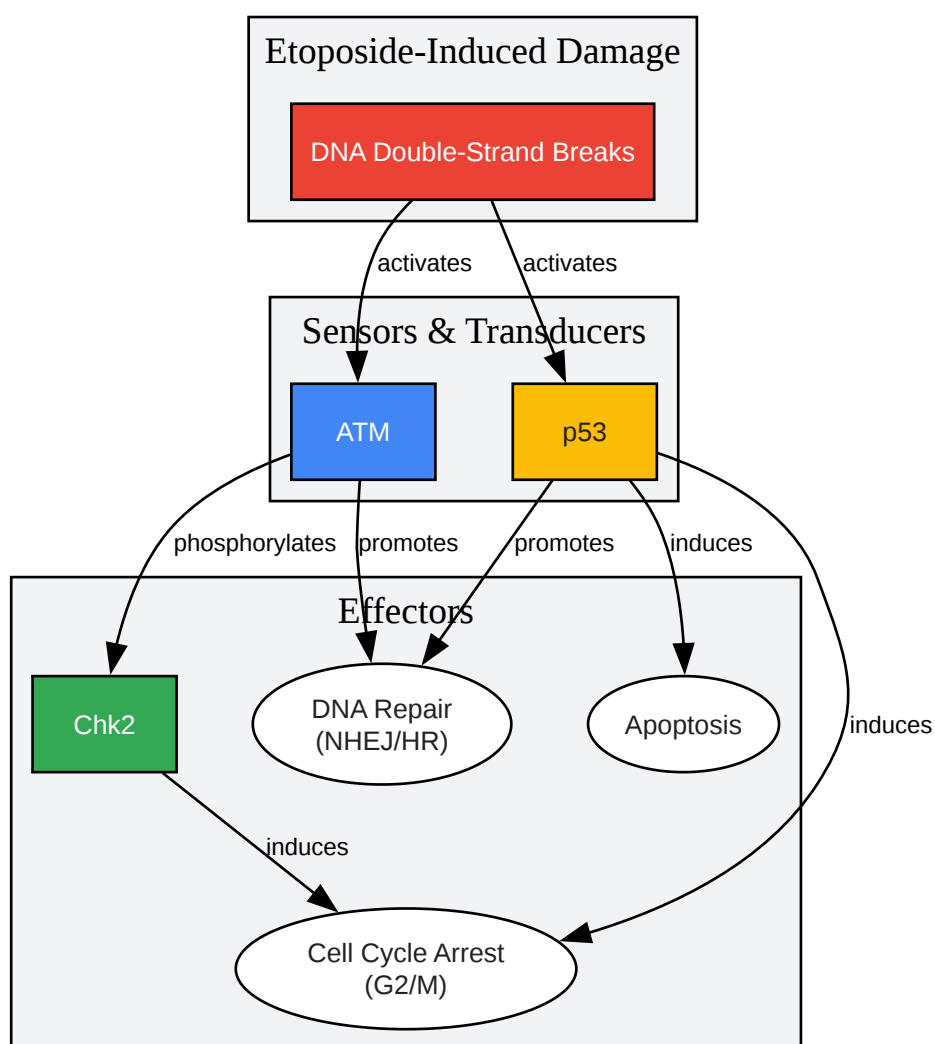 Etoposide-Induced Damage
DNA Double-Strand Breaks
activates
activates
Sensors & Transducers
ATM
p53
phosphorylates
promotes
promotes
induces
Effectors
Chk2
DNA Repair
(NHEJ/HR)
Apoptosis
induces
induces
Cell Cycle Arrest
(G2/M)